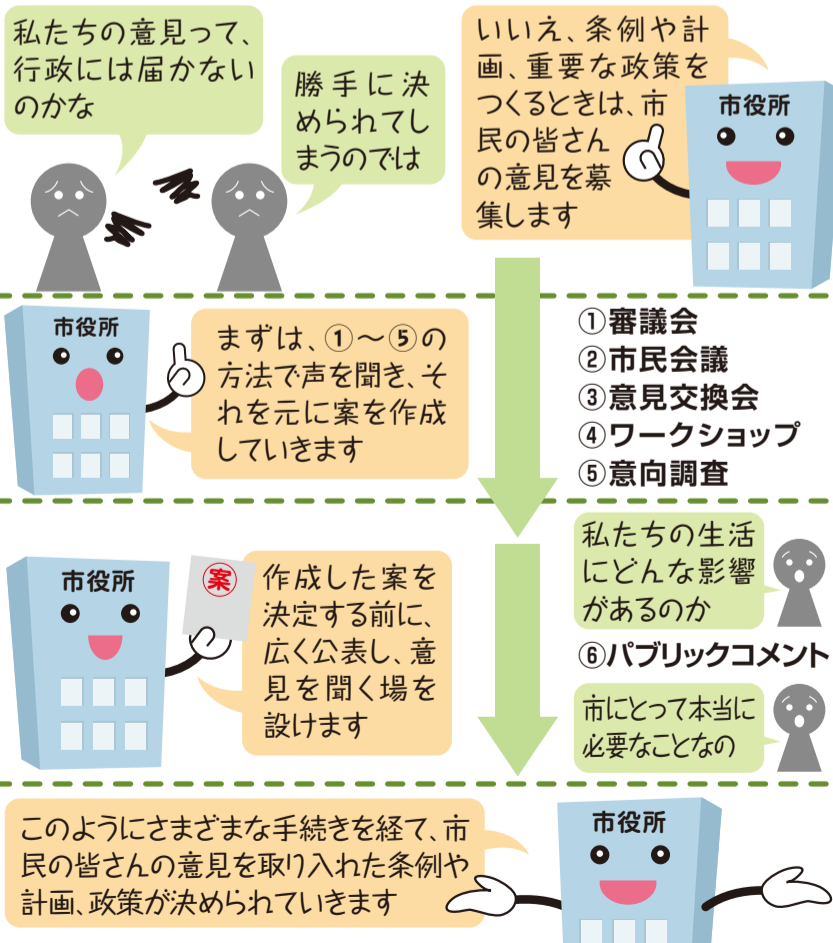 私たちの意見って、
行政には届かない
のかな
勝手に決
められてし
まうのでは
いいえ、条例や計
画、重要な政策を
つくるときは、市
民の皆さん
の意見を募
集します
市役所
市役所
まずは、①～⑤の
方法で声を聞き、そ
れを元に案を作成
していきます
①審議会
②市民会議
③意見交換会
④ワークショップ
⑤意向調査
市役所
案
作成した案を
決定する前に、
広く公表し、意
見を聞く場を
設けます
私たちの生活
にどんな影響
があるのか
⑥パブリックコメント
市にとって本当に
必要なことなの
このようにさまざまな手続きを経て、市
民の皆さんの意見を取り入れた条例や
計画、政策が決められていきます
市役所